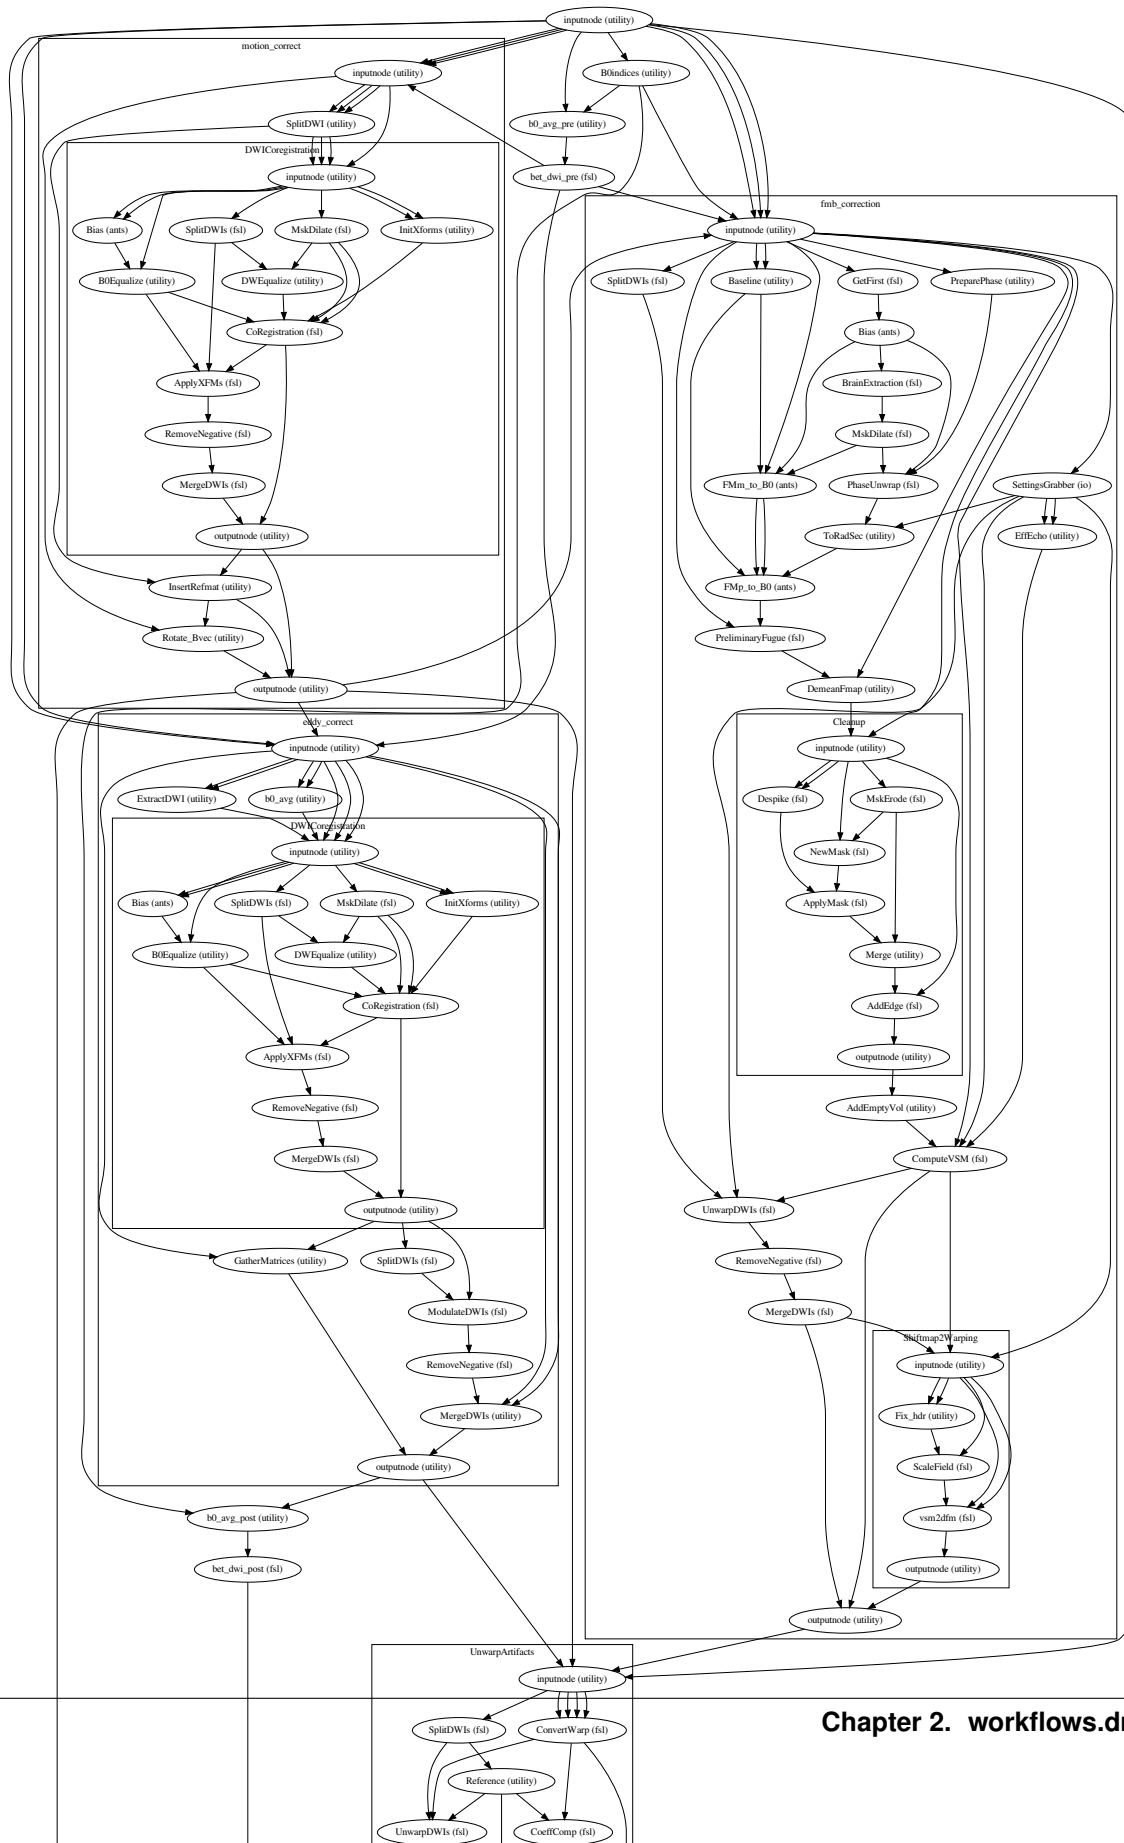 inputnode (utility)
motion_correct
inputnode (utility)
B0indices (utility)
SplitDWI (utility)
b0_avg_pre (utility)
DWICoregistration
inputnode (utility)
bet_dwi_pre (fsl)
fmb_correction
Bias (ants)
SplitDWIs (fsl)
MskDilate (fsl)
InitXforms (utility)
inputnode (utility)
B0Equalize (utility)
DWEqualize (utility)
SplitDWIs (fsl)
Baseline (utility)
GetFirst (fsl)
PreparePhase (utility)
CoRegistration (fsl)
Bias (ants)
ApplyXFMs (fsl)
BrainExtraction (fsl)
RemoveNegative (fsl)
MskDilate (fsl)
MergeDWIs (fsl)
FMm_to_B0 (ants)
PhaseUnwrap (fsl)
SettingsGrabber (io)
outputnode (utility)
ToRadSec (utility)
EffEcho (utility)
InsertRefmat (utility)
FMp_to_B0 (ants)
Rotate_Bvec (utility)
PreliminaryFugue (fsl)
outputnode (utility)
DemeanFmap (utility)
eddy_correct
Cleanup
inputnode (utility)
inputnode (utility)
ExtractDWI (utility)
b0_avg (utility)
Despike (fsl)
MskErode (fsl)
DWICoregistration
inputnode (utility)
NewMask (fsl)
Bias (ants)
SplitDWIs (fsl)
MskDilate (fsl)
InitXforms (utility)
ApplyMask (fsl)
B0Equalize (utility)
DWEqualize (utility)
Merge (utility)
CoRegistration (fsl)
AddEdge (fsl)
ApplyXFMs (fsl)
outputnode (utility)
RemoveNegative (fsl)
AddEmptyVol (utility)
MergeDWIs (fsl)
ComputeVSM (fsl)
outputnode (utility)
UnwarpDWIs (fsl)
GatherMatrices (utility)
SplitDWIs (fsl)
RemoveNegative (fsl)
ModulateDWIs (fsl)
MergeDWIs (fsl)
Shiftmap2Warping
RemoveNegative (fsl)
inputnode (utility)
MergeDWIs (utility)
Fix_hdr (utility)
outputnode (utility)
ScaleField (fsl)
b0_avg_post (utility)
vsm2dfm (fsl)
bet_dwi_post (fsl)
outputnode (utility)
outputnode (utility)
UnwarpArtifacts
inputnode (utility)
SplitDWIs (fsl)
ConvertWarp (fsl)
Chapter 2. workflows.d
Reference (utility)
UnwarpDWIs (fsl)
CoeffComp (fsl)